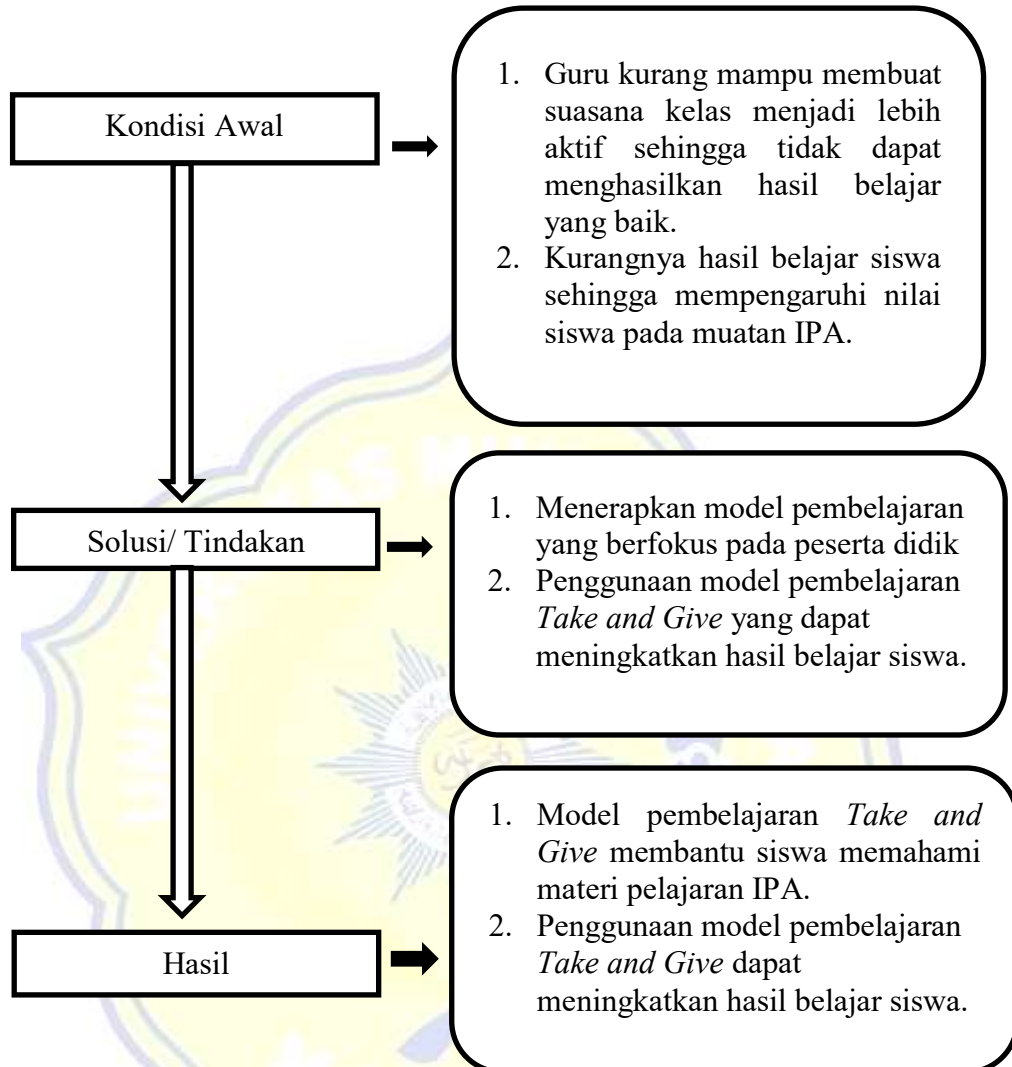 Kondisi Awal
1. Guru kurang mampu membuat
suasana kelas menjadi lebih
aktif sehingga tidak dapat
menghasilkan hasil belajar
yang baik.
2. Kurangnya hasil belajar siswa
sehingga mempengaruhi nilai
siswa pada muatan IPA.
Solusi/ Tindakan
1. Menerapkan model pembelajaran
yang berfokus pada peserta didik
2. Penggunaan model pembelajaran
Take and Give yang dapat
meningkatkan hasil belajar siswa.
Hasil
1. Model pembelajaran Take and
Give membantu siswa memahami
materi pelajaran IPA.
2. Penggunaan model pembelajaran
Take and Give dapat
meningkatkan hasil belajar siswa.